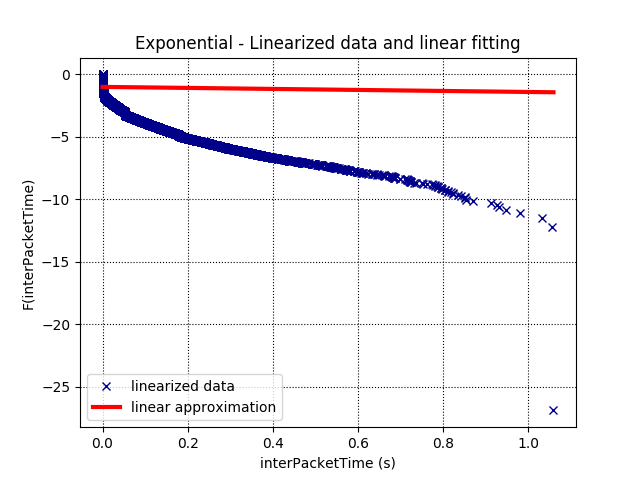 Exponential - Linearized data and linear fitting
0
−5
−10
−15
−20
−25
F(interPacketTime)
linearized data
linear approximation
0.0 0.2 0.4 0.6 0.8 1.0
interPacketTime (s)